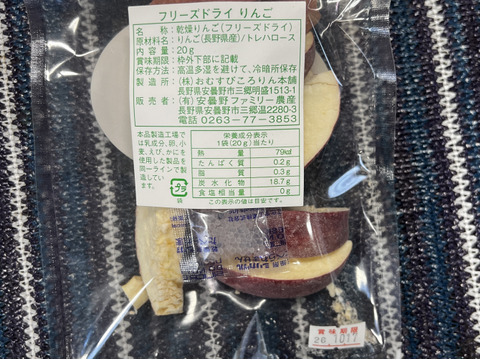 フリーズドライ りんご
名 称：乾燥りんご（フリーズドライ）
原材料名：りんご（長野県産）/トレハロース
内 容 量：20g
賞味期限：枠外下部に記載
保存方法：高温多湿を避けて、冷暗所保存
製 造 所：（株）おむすびころりん本舗
長野県安曇野市三郷明盛1513-1
販 売 者：（有）安曇野ファミリー農産
長野県安曇野市三郷小倉2280-3
電話 0263-77-3853
本品製造工場で
は乳成分、卵、小
麦、えび、かにを
使用した製品を
同一ラインで製
造しています。
プラ
袋
栄養成分表示
1袋（20g）当たり
熱 量 79kcal
たんぱく質 0.2g
脂 質 0.3g
炭 水 化 物 18.7g
食 塩 相 当 量 0g
この表示の値は、目安です。
賞味期限
26.1017